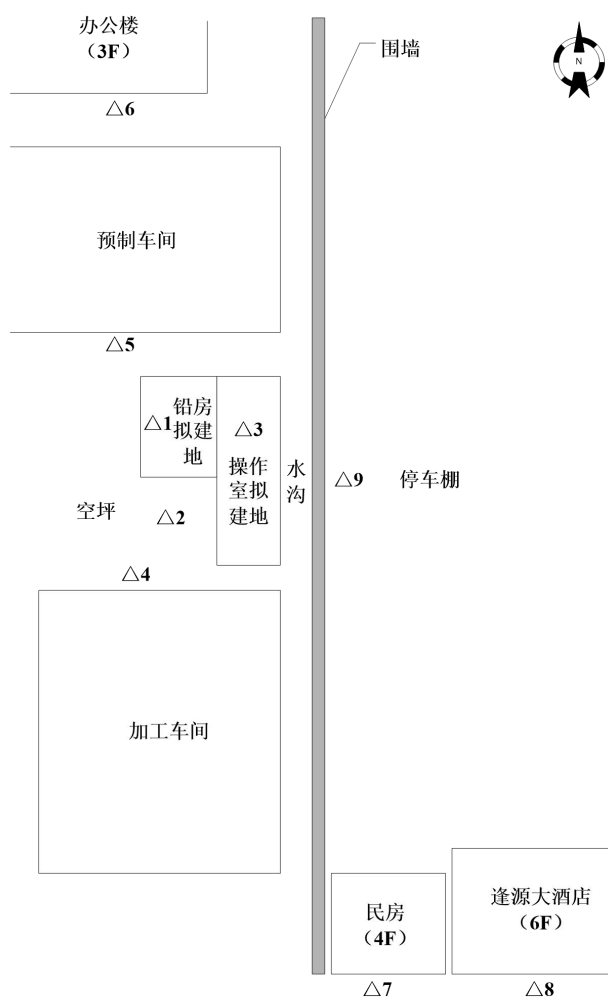 办公楼
（3F）
围墙
N
△6
预制车间
△5
铅房
拟建
地
△1
△3
操作
室拟
建地
水
沟
△9
停车棚
空坪
△2
△4
加工车间
民房
（4F）
逢源大酒店
（6F）
△7
△8